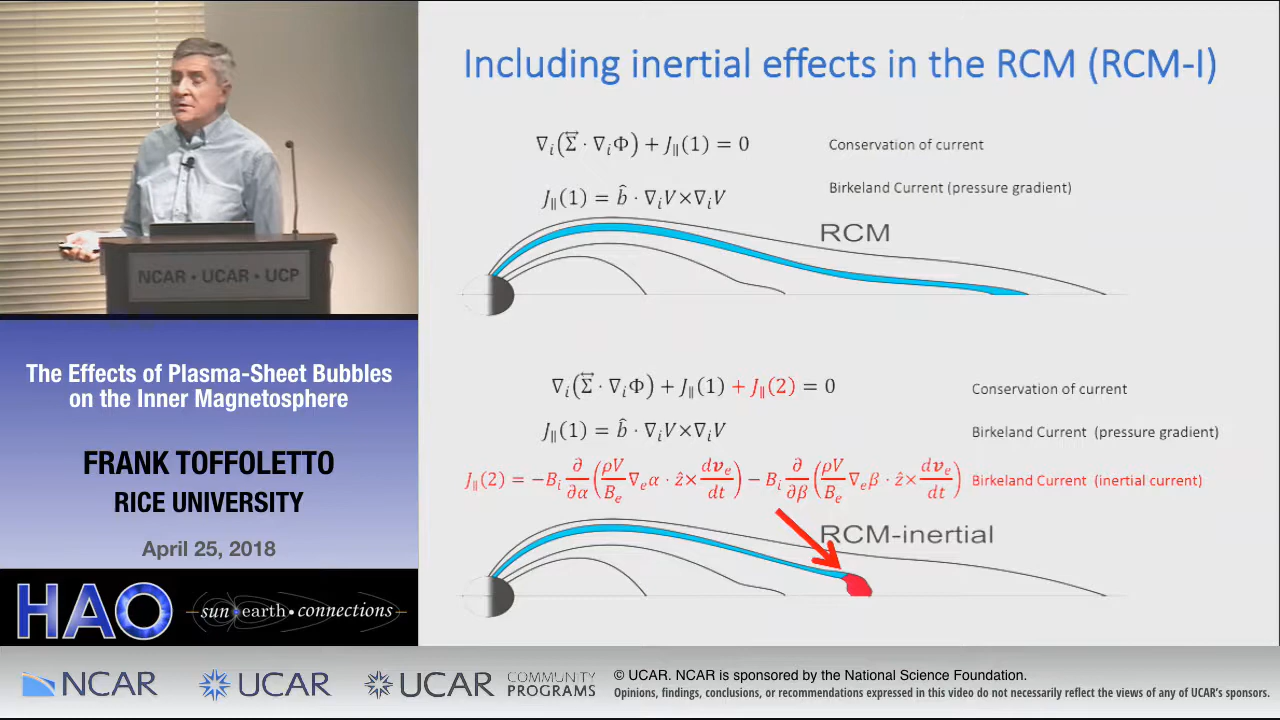 Including inertial effects in the RCM (RCM-I)
∇ᵢ(Σ⃡ · ∇ᵢΦ) + J∥(1) = 0
Conservation of current
J∥(1) = b̂ · ∇ᵢV×∇ᵢV
Birkeland Current (pressure gradient)
RCM
NCAR • UCAR • UCP
∇ᵢ(Σ⃡ · ∇ᵢΦ) + J∥(1) + J∥(2) = 0
Conservation of current
J∥(1) = b̂ · ∇ᵢV×∇ᵢV
Birkeland Current (pressure gradient)
J∥(2) = −Bᵢ ∂/∂α (ρV/Bₑ ∇ₑα · ẑ× d𝒗ₑ/dt) − Bᵢ ∂/∂β (ρV/Bₑ ∇ₑβ · ẑ× d𝒗ₑ/dt)
Birkeland Current (inertial current)
RCM-inertial
The Effects of Plasma-Sheet Bubbles
on the Inner Magnetosphere
FRANK TOFFOLETTO
RICE UNIVERSITY
April 25, 2018
HAO
sun•earth•connections
NCAR
UCAR
UCAR
COMMUNITY
PROGRAMS
© UCAR. NCAR is sponsored by the National Science Foundation.
Opinions, findings, conclusions, or recommendations expressed in this video do not necessarily reflect the views of any of UCAR's sponsors.